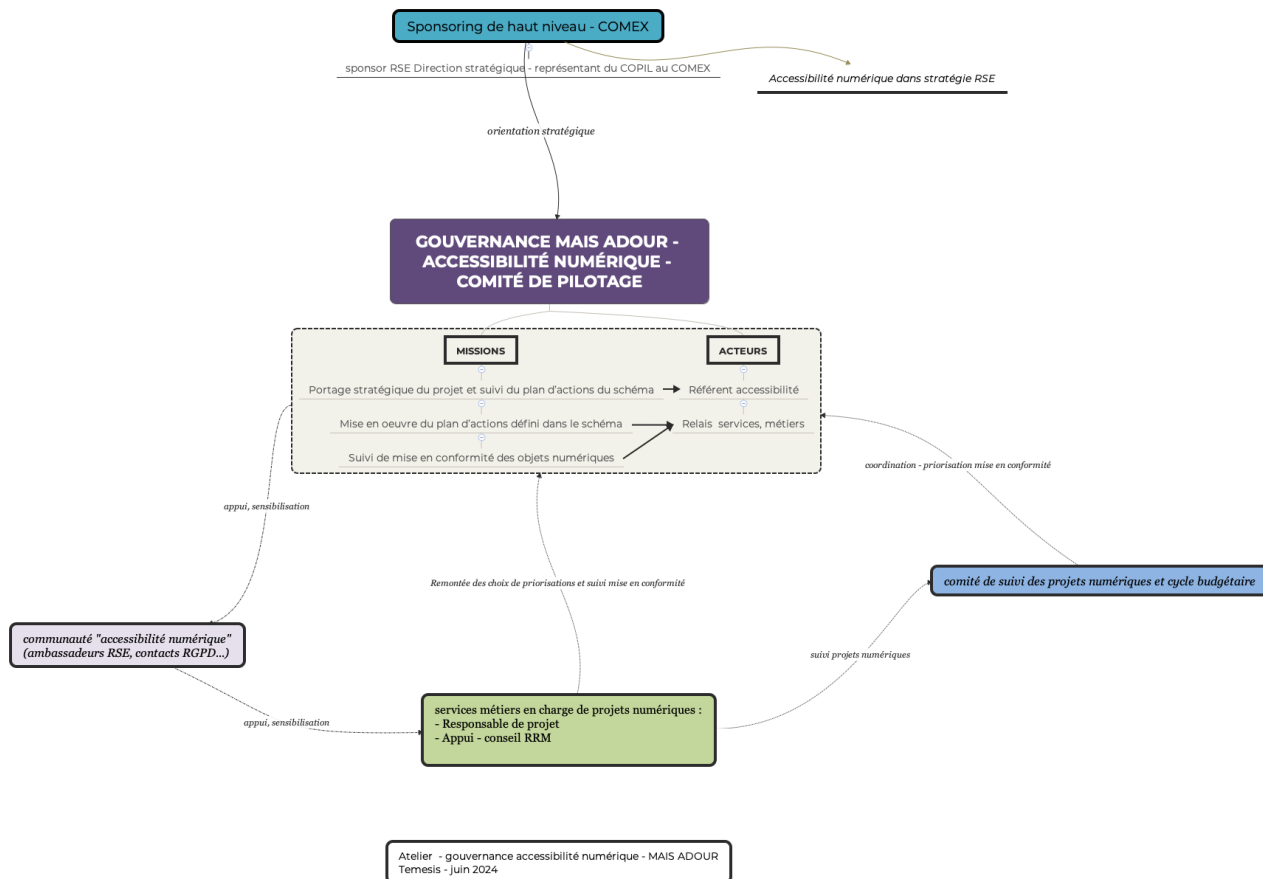 Sponsoring de haut niveau - COMEX
sponsor RSE Direction stratégique - représentant du COPIL au COMEX
Accessibilité numérique dans stratégie RSE
orientation stratégique
GOUVERNANCE MAIS ADOUR -
ACCESSIBILITÉ NUMÉRIQUE -
COMITÉ DE PILOTAGE
MISSIONS
ACTEURS
Portage stratégique du projet et suivi du plan d'actions du schéma
Référent accessibilité
Mise en oeuvre du plan d'actions défini dans le schéma
Relais services, métiers
Suivi de mise en conformité des objets numériques
coordination - priorisation mise en conformité
appui, sensibilisation
Remontée des choix de priorisations et suivi mise en conformité
comité de suivi des projets numériques et cycle budgétaire
communauté "accessibilité numérique"
(ambassadeurs RSE, contacts RGPD...)
suivi projets numériques
appui, sensibilisation
services métiers en charge de projets numériques :
- Responsable de projet
- Appui - conseil RRM
Atelier - gouvernance accessibilité numérique - MAIS ADOUR
Temesis - juin 2024